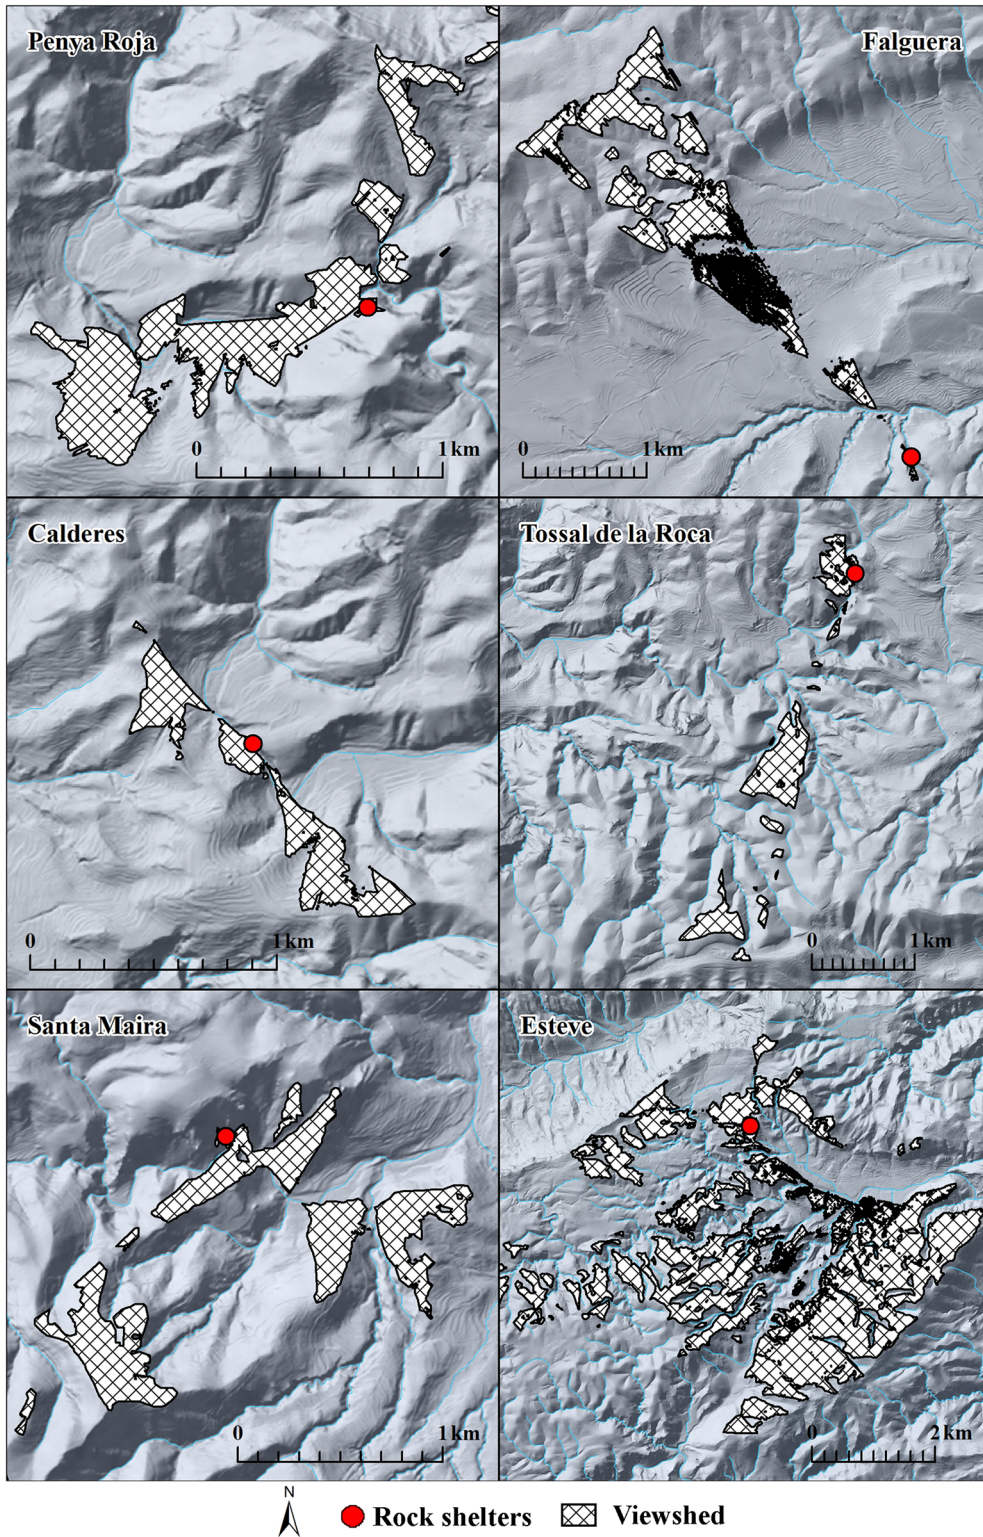 Penya Roja
0 1 km
Falguera
0 1 km
Calderes
0 1 km
Tossal de la Roca
0 1 km
Santa Maira
0 1 km
Esteve
0 2 km
N
Rock shelters
Viewshed